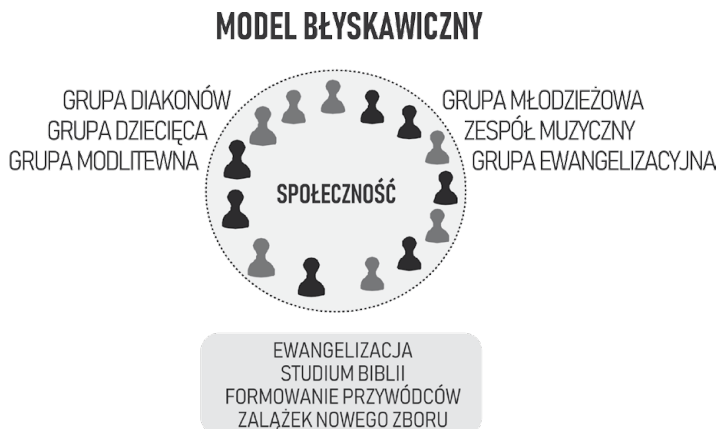 MODEL BŁYSKAWICZNY
GRUPA DIAKONÓW
GRUPA DZIECIĘCA
GRUPA MODLITEWNA
GRUPA MŁODZIEŻOWA
ZESPÓŁ MUZYCZNY
GRUPA EWANGELIZACYJNA
SPOŁECZNOŚĆ
EWANGELIZACJA
STUDIUM BIBLII
FORMOWANIE PRZYWÓDCÓW
ZALĄŻEK NOWEGO ZBORU